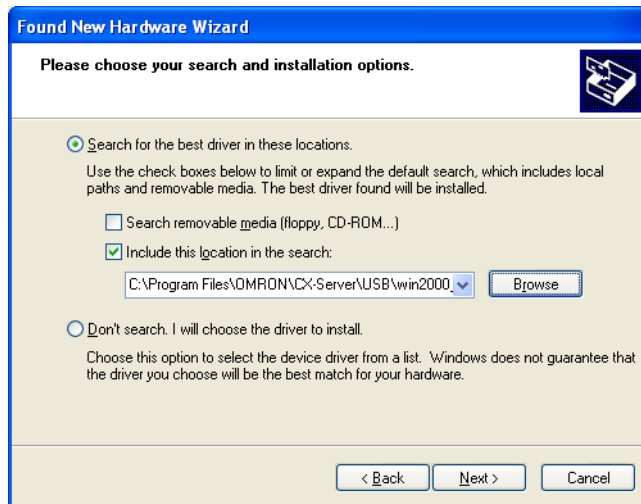 Found New Hardware Wizard
Please choose your search and installation options.
Search for the best driver in these locations.
Use the check boxes below to limit or expand the default search, which includes local
paths and removable media. The best driver found will be installed.
Search removable media (floppy, CD-ROM...)
Include this location in the search:
C:\Program Files\OMRON\CX-Server\USB\win2000_
Browse
Don't search. I will choose the driver to install.
Choose this option to select the device driver from a list. Windows does not guarantee that
the driver you choose will be the best match for your hardware.
< Back
Next >
Cancel